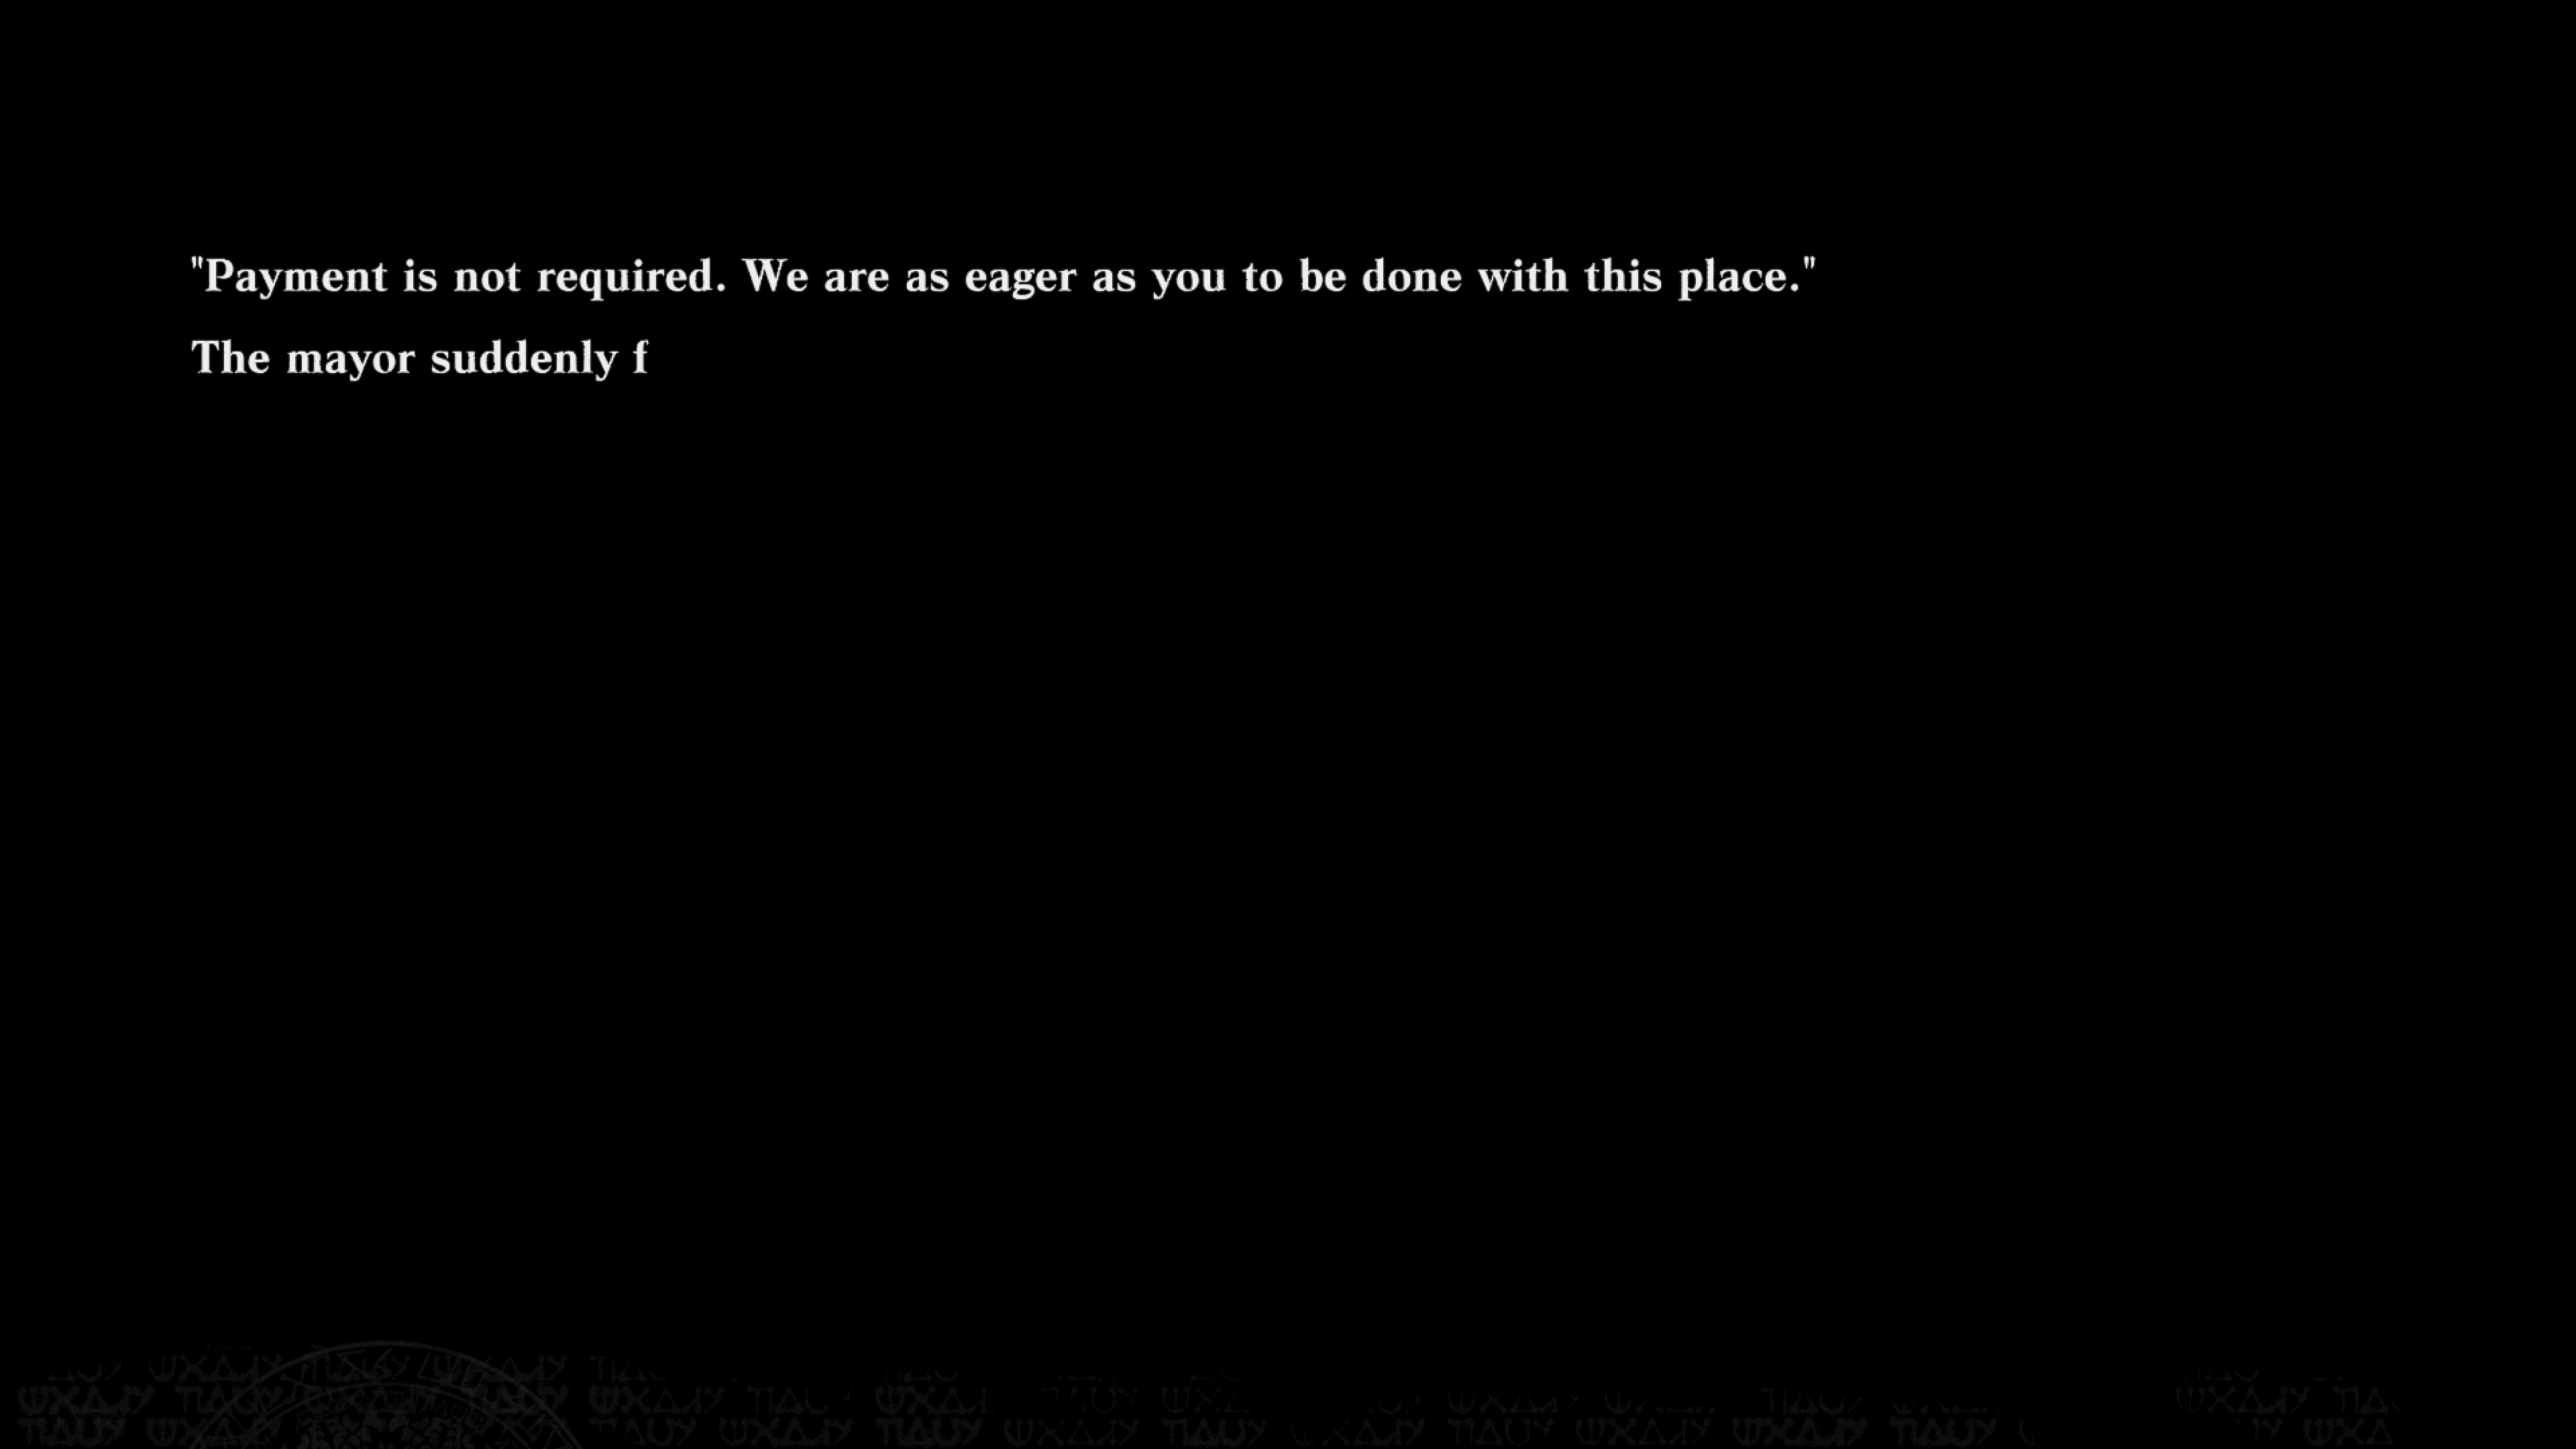 "Payment is not required. We are as eager as you to be done with this place."
The mayor suddenly f